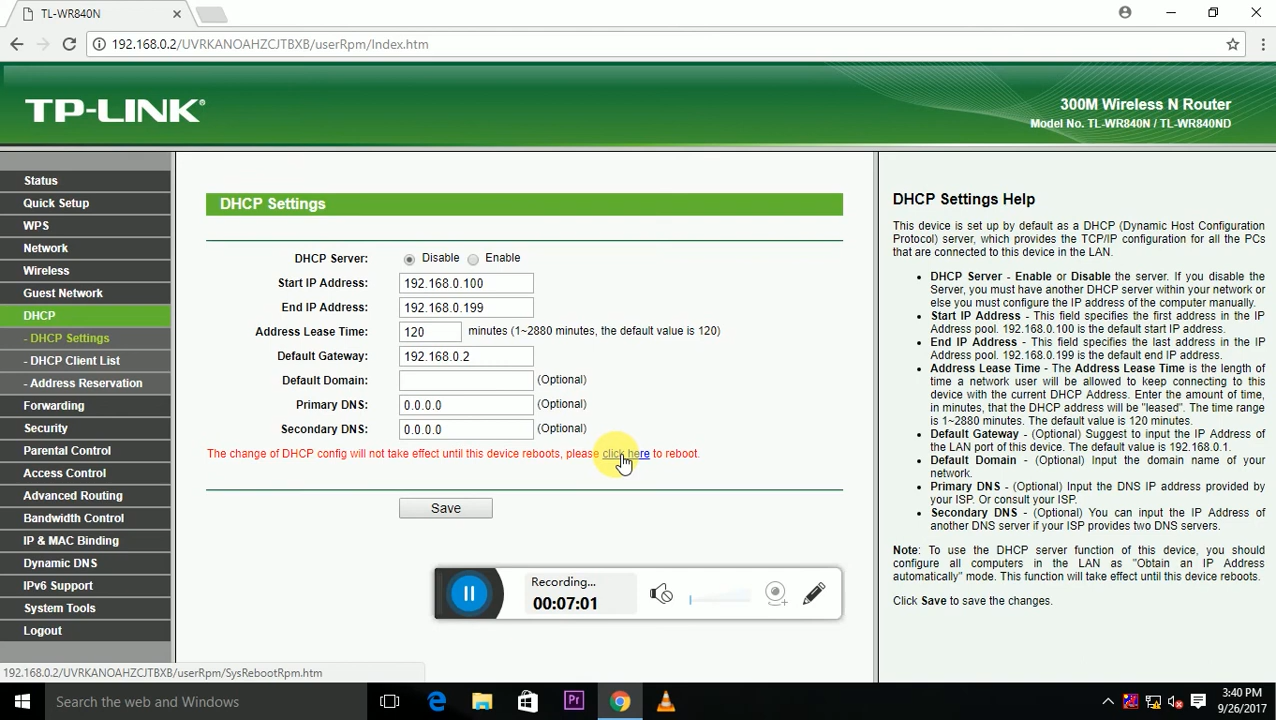 TL-WR840N
192.168.0.2/UVRKANOAHZCJTBXB/userRpm/Index.htm
TP-LINK
300M Wireless N Router
Model No. TL-WR840N / TL-WR840ND
Status
Quick Setup
WPS
Network
Wireless
Guest Network
DHCP
- DHCP Settings
- DHCP Client List
- Address Reservation
Forwarding
Security
Parental Control
Access Control
Advanced Routing
Bandwidth Control
IP & MAC Binding
Dynamic DNS
IPv6 Support
System Tools
Logout
DHCP Settings
DHCP Server: Disable Enable
Start IP Address: 192.168.0.100
End IP Address: 192.168.0.199
Address Lease Time: 120 minutes (1~2880 minutes, the default value is 120)
Default Gateway: 192.168.0.2
Default Domain: (Optional)
Primary DNS: 0.0.0.0 (Optional)
Secondary DNS: 0.0.0.0 (Optional)
The change of DHCP config will not take effect until this device reboots, please click here to reboot.
Save
Recording...
00:07:01
DHCP Settings Help
This device is set up by default as a DHCP (Dynamic Host Configuration
Protocol) server, which provides the TCP/IP configuration for all the PCs
that are connected to this device in the LAN.
• DHCP Server - Enable or Disable the server. If you disable the
Server, you must have another DHCP server within your network or
else you must configure the IP address of the computer manually.
• Start IP Address - This field specifies the first address in the IP
Address pool. 192.168.0.100 is the default start IP address.
• End IP Address - This field specifies the last address in the IP
Address pool. 192.168.0.199 is the default end IP address.
• Address Lease Time - The Address Lease Time is the length of
time a network user will be allowed to keep connecting to this
device with the current DHCP Address. Enter the amount of time,
in minutes, that the DHCP address will be "leased". The time range
is 1~2880 minutes. The default value is 120 minutes.
• Default Gateway - (Optional) Suggest to input the IP Address of
the LAN port of this device. The default value is 192.168.0.1.
• Default Domain - (Optional) Input the domain name of your
network.
• Primary DNS - (Optional) Input the DNS IP address provided by
your ISP. Or consult your ISP.
• Secondary DNS - (Optional) You can input the IP Address of
another DNS server if your ISP provides two DNS servers.
Note: To use the DHCP server function of this device, you should
configure all computers in the LAN as "Obtain an IP Address
automatically" mode. This function will take effect until this device reboots.
Click Save to save the changes.
192.168.0.2/UVRKANOAHZCJTBXB/userRpm/SysRebootRpm.htm
Search the web and Windows
Pr
3:40 PM
9/26/2017